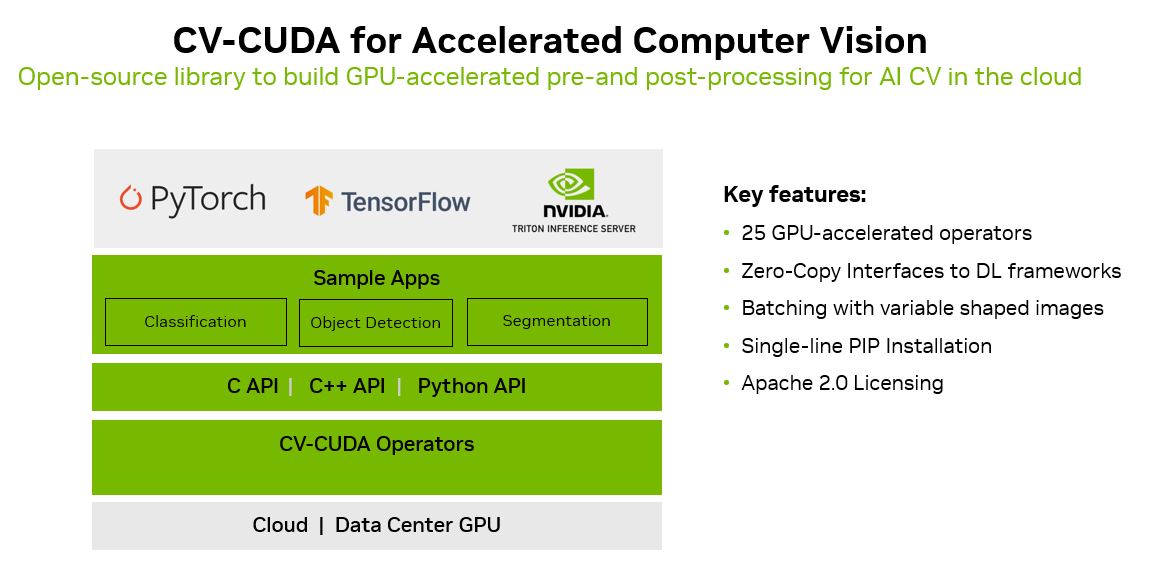 CV-CUDA for Accelerated Computer Vision
Open-source library to build GPU-accelerated pre-and post-processing for AI CV in the cloud
PyTorch
TensorFlow
NVIDIA.
TRITON INFERENCE SERVER
Sample Apps
Classification
Object Detection
Segmentation
C API | C++ API | Python API
CV-CUDA Operators
Cloud | Data Center GPU
Key features:
• 25 GPU-accelerated operators
• Zero-Copy Interfaces to DL frameworks
• Batching with variable shaped images
• Single-line PIP Installation
• Apache 2.0 Licensing